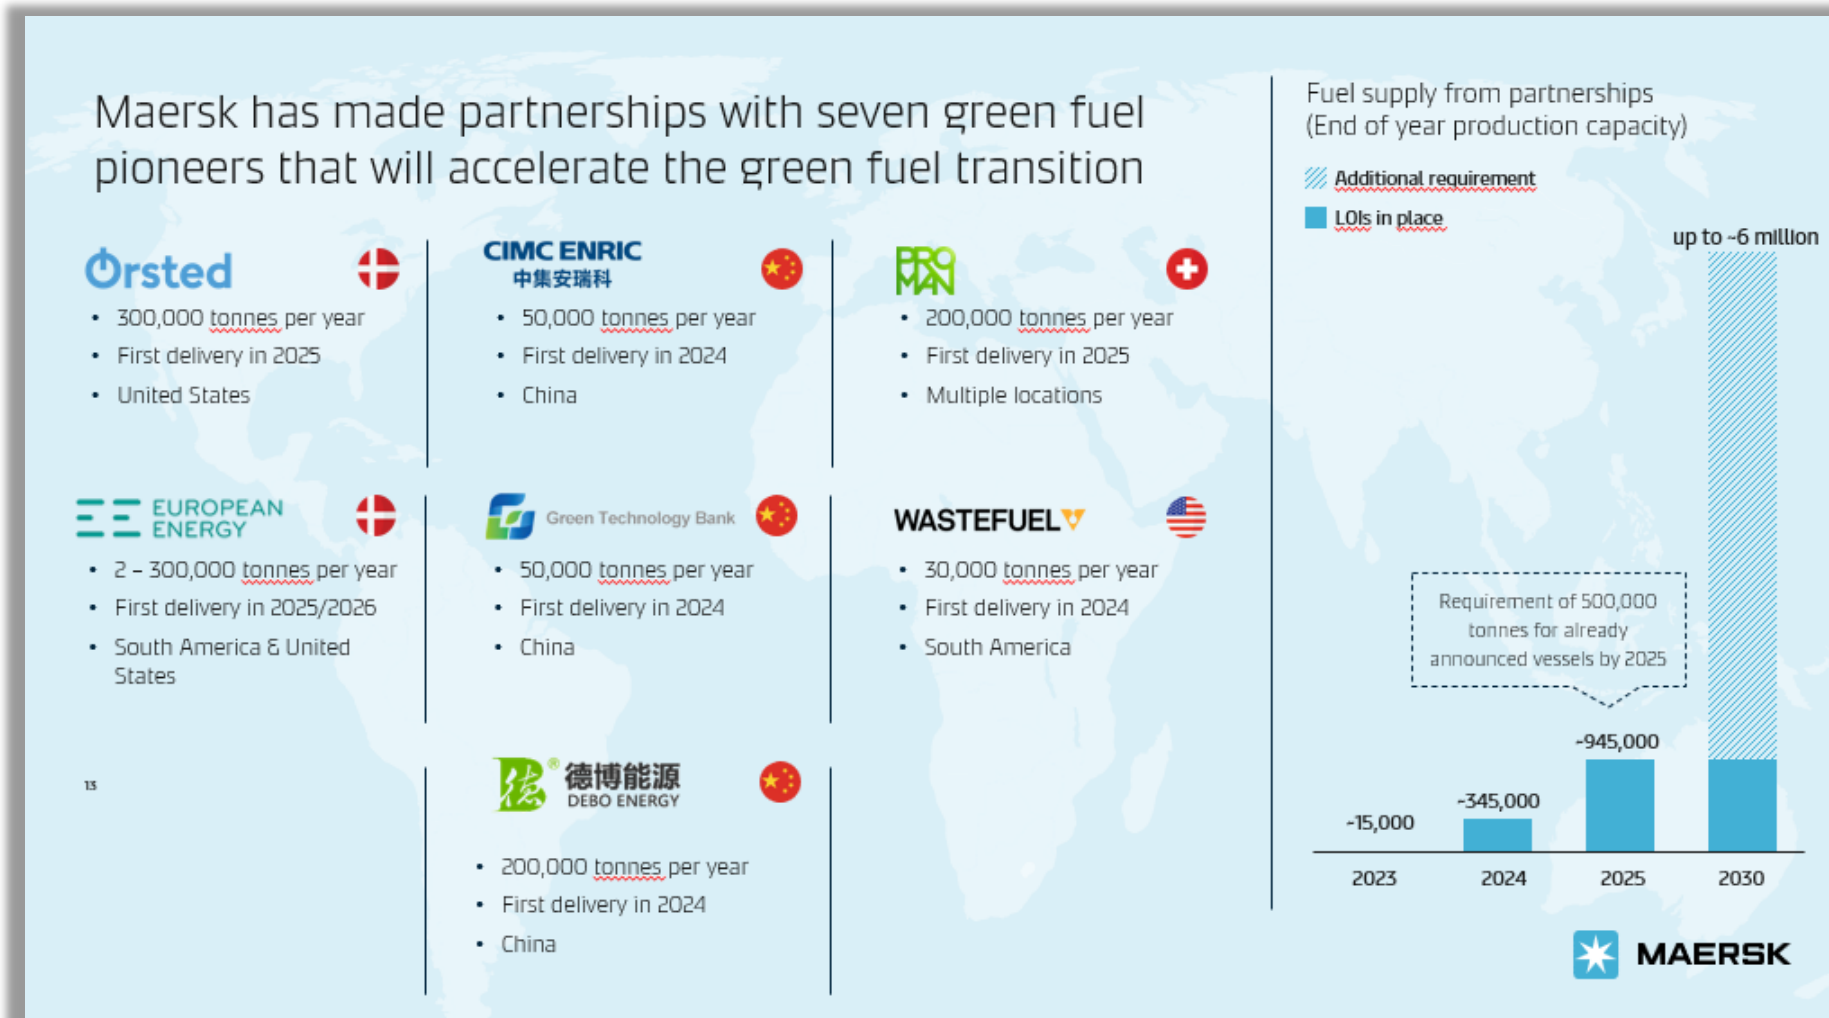 Maersk has made partnerships with seven green fuel
pioneers that will accelerate the green fuel transition
Orsted
• 300,000 tonnes per year
• First delivery in 2025
• United States
CIMC ENRIC
中集安瑞科
• 50,000 tonnes per year
• First delivery in 2024
• China
PRO
MAN
• 200,000 tonnes per year
• First delivery in 2025
• Multiple locations
EUROPEAN
ENERGY
• 2 – 300,000 tonnes per year
• First delivery in 2025/2026
• South America & United
States
Green Technology Bank
• 50,000 tonnes per year
• First delivery in 2024
• China
WASTEFUEL
• 30,000 tonnes per year
• First delivery in 2024
• South America
德®
德博能源
DEBO ENERGY
• 200,000 tonnes per year
• First delivery in 2024
• China
13
Fuel supply from partnerships
(End of year production capacity)
Additional requirement
LOIs in place
up to ~6 million
Requirement of 500,000
tonnes for already
announced vessels by 2025
~945,000
~345,000
~15,000
2023 2024 2025 2030
MAERSK